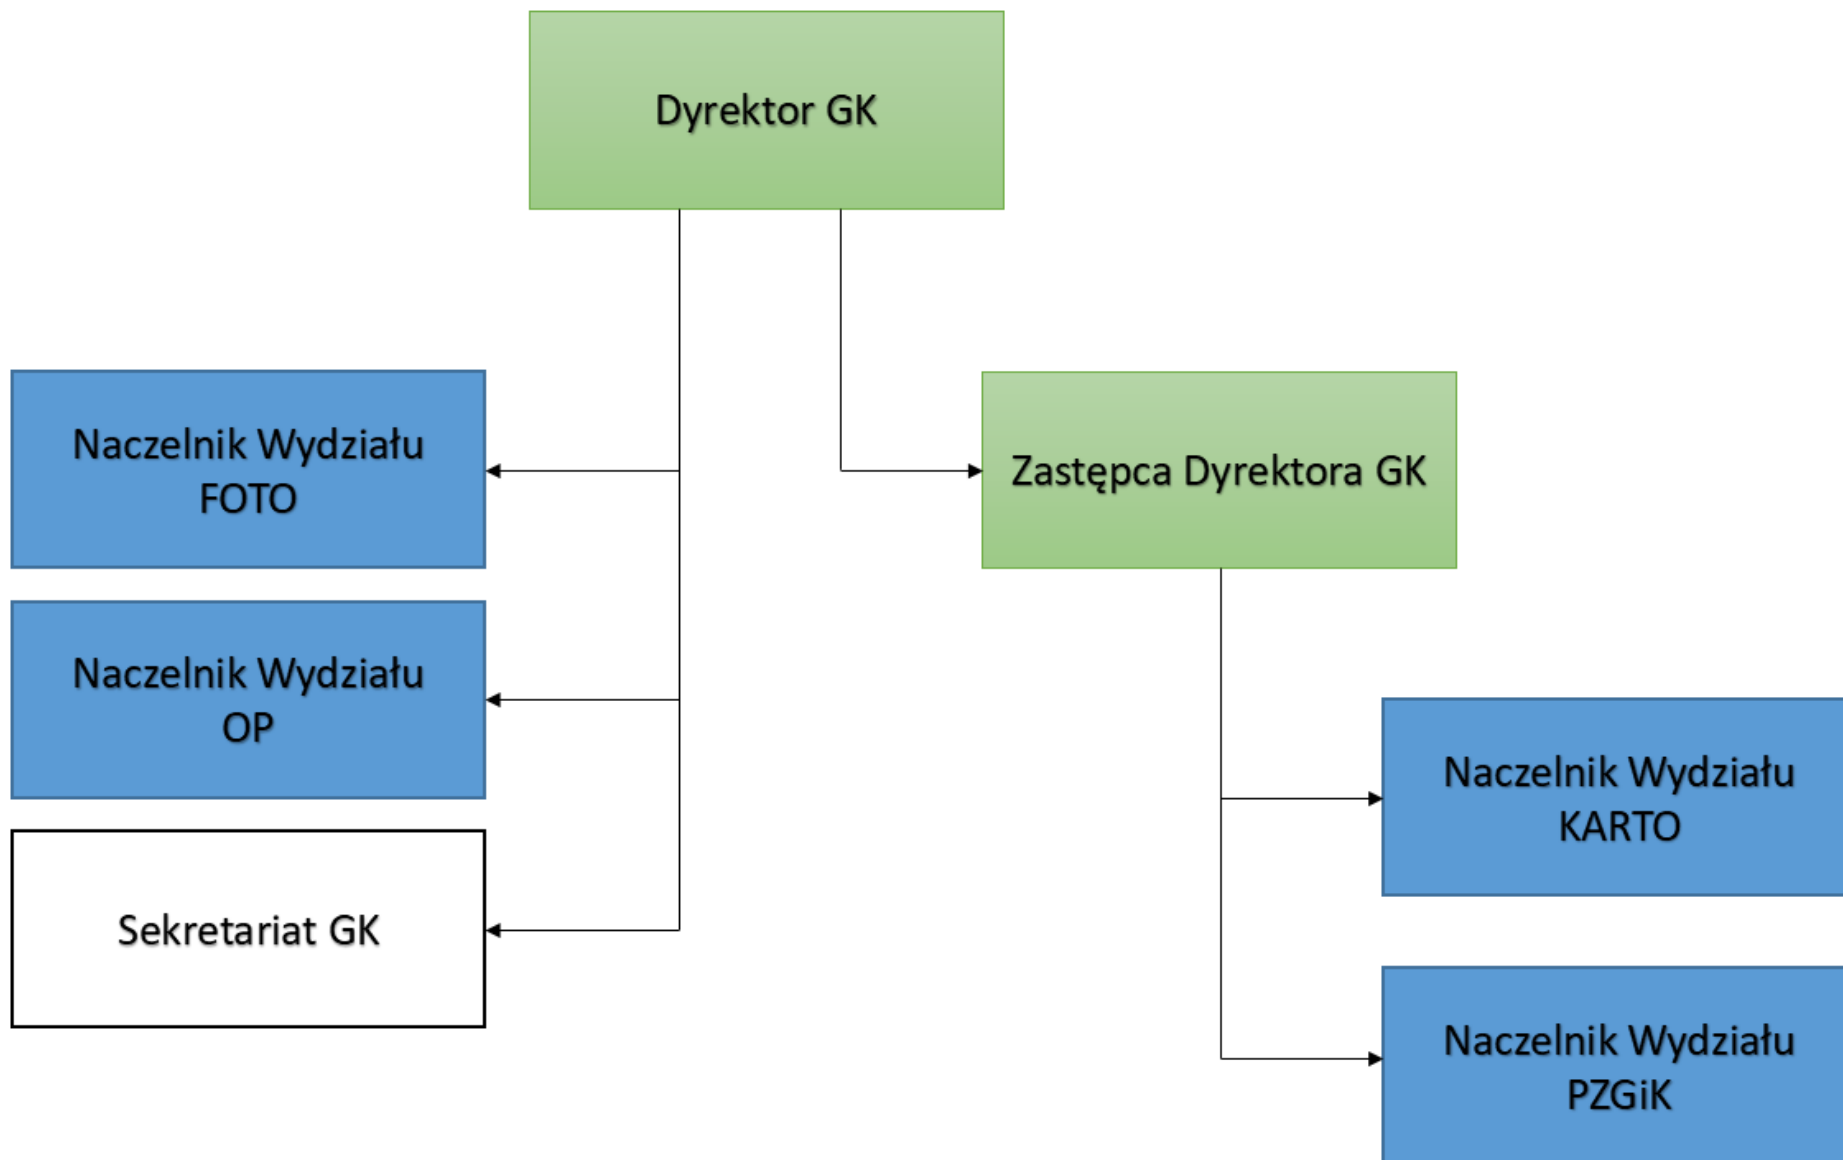 Dyrektor GK
Naczelnik Wydziału
FOTO
Zastępca Dyrektora GK
Naczelnik Wydziału
OP
Sekretariat GK
Naczelnik Wydziału
KARTO
Naczelnik Wydziału
PZGiK